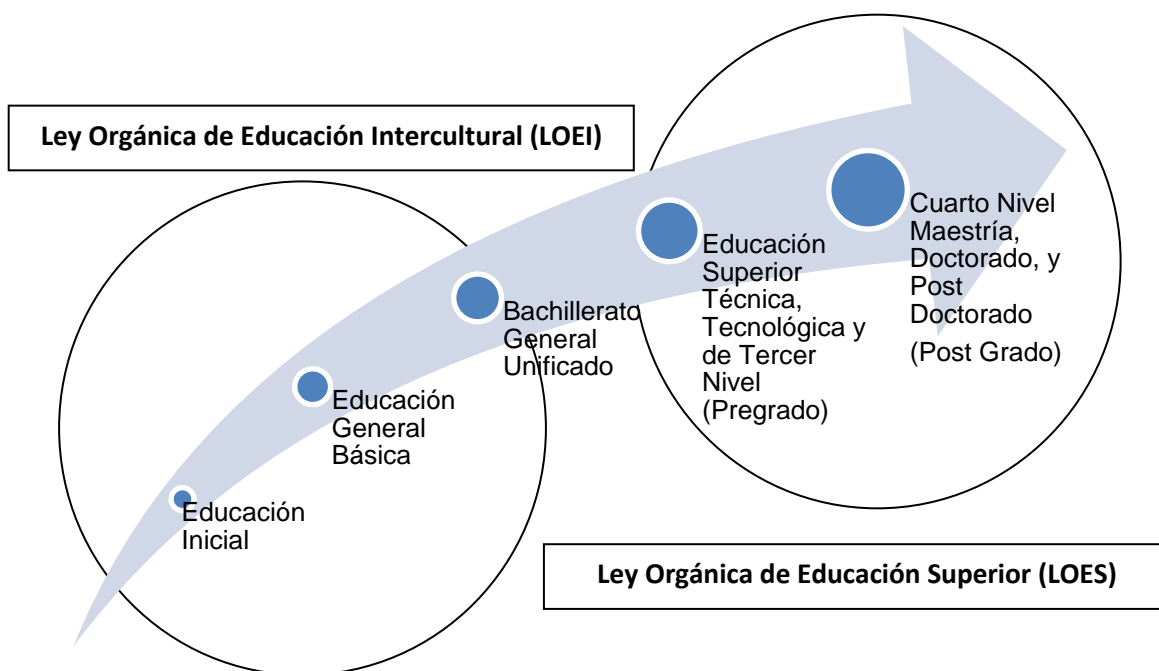 Ley Orgánica de Educación Intercultural (LOEI)
Educación
Inicial
Educación
General
Básica
Bachillerato
General
Unificado
Educación
Superior
Técnica,
Tecnológica y
de Tercer
Nivel
(Pregrado)
Cuarto Nivel
Maestría,
Doctorado, y
Post
Doctorado
(Post Grado)
Ley Orgánica de Educación Superior (LOES)